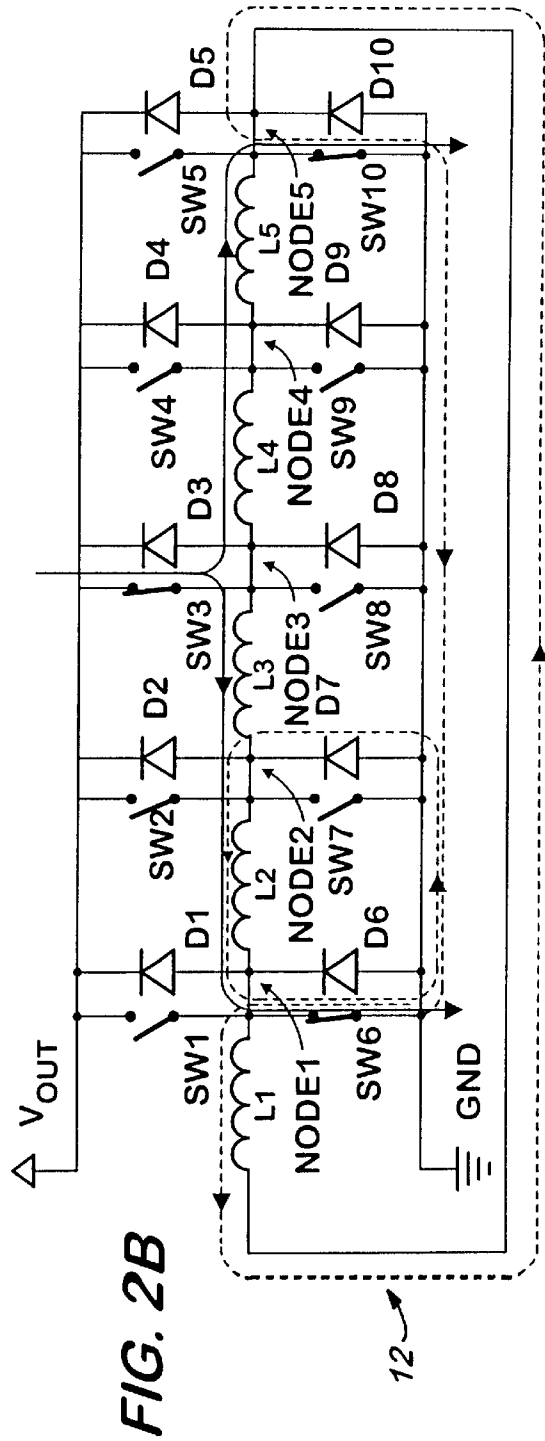 FIG. 2B
12
VOUT
GND
SW1
D1
SW2
D2
SW3
D3
SW4
D4
SW5
D5
L1
L2
L3
L4
L5
NODE1
NODE2
NODE3
NODE4
NODE5
SW6
D6
SW7
D7
SW8
D8
SW9
D9
SW10
D10